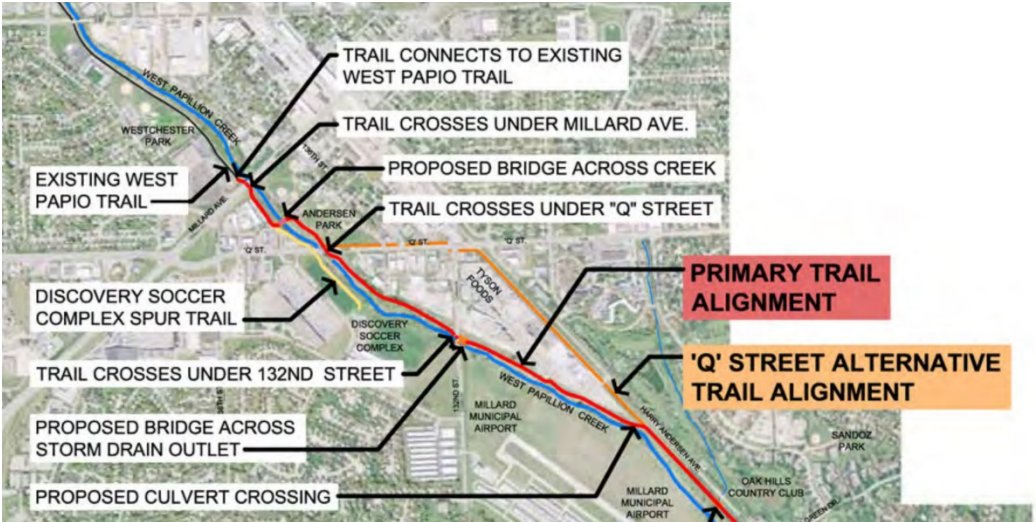 TRAIL CONNECTS TO EXISTING
WEST PAPIO TRAIL
WEST PAPILLION CREEK
WESTCHESTER
PARK
TRAIL CROSSES UNDER MILLARD AVE.
136TH ST.
PROPOSED BRIDGE ACROSS CREEK
EXISTING WEST
PAPIO TRAIL
MILLARD AVE
ANDERSEN
PARK
TRAIL CROSSES UNDER "Q" STREET
'Q' ST.
'Q' ST.
'Q' ST.
TYSON
FOODS
PRIMARY TRAIL
ALIGNMENT
DISCOVERY SOCCER
COMPLEX SPUR TRAIL
DISCOVERY
SOCCER
COMPLEX
'Q' STREET ALTERNATIVE
TRAIL ALIGNMENT
TRAIL CROSSES UNDER 132ND STREET
132ND ST.
WEST PAPILLION CREEK
MILLARD
MUNICIPAL
AIRPORT
HARRY ANDERSEN AVE.
SANDOZ
PARK
PROPOSED BRIDGE ACROSS
STORM DRAIN OUTLET
PROPOSED CULVERT CROSSING
MILLARD
MUNICIPAL
AIRPORT
OAK HILLS
COUNTRY CLUB